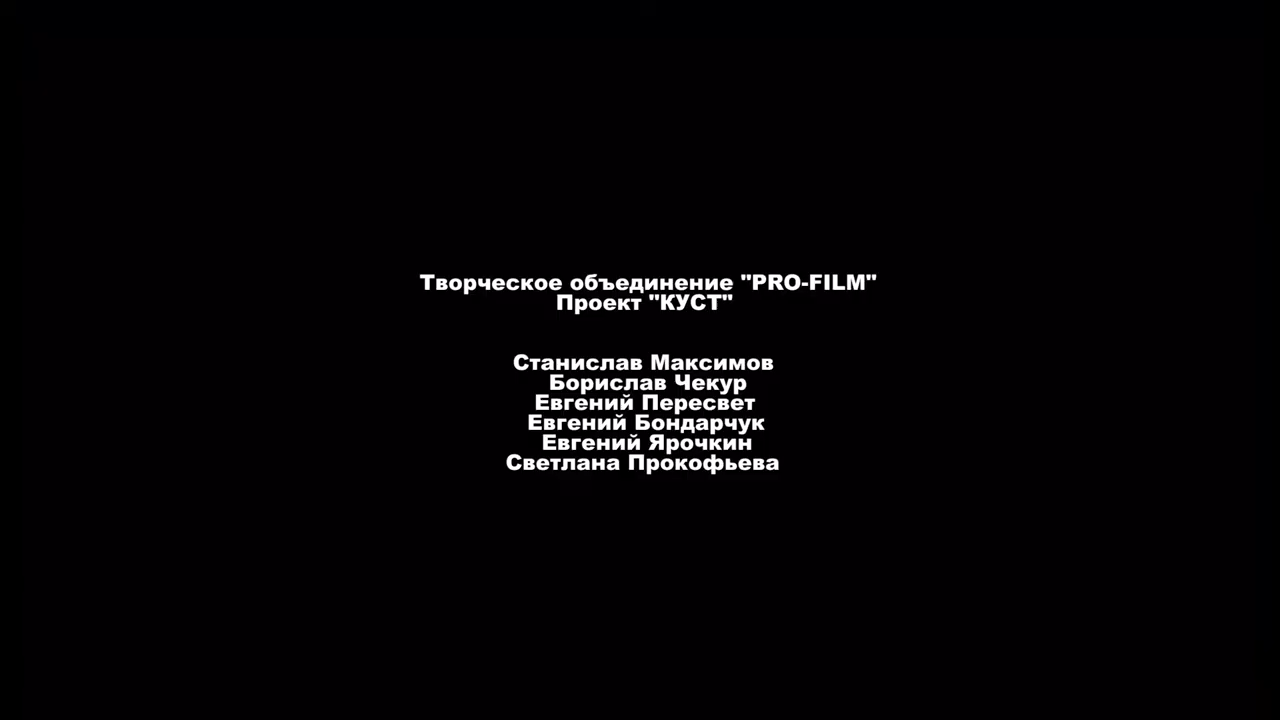 Творческое объединение "PRO-FILM"
Проект "КУСТ"
Станислав Максимов
Борислав Чекур
Евгений Пересвет
Евгений Бондарчук
Евгений Ярочкин
Светлана Прокофьева